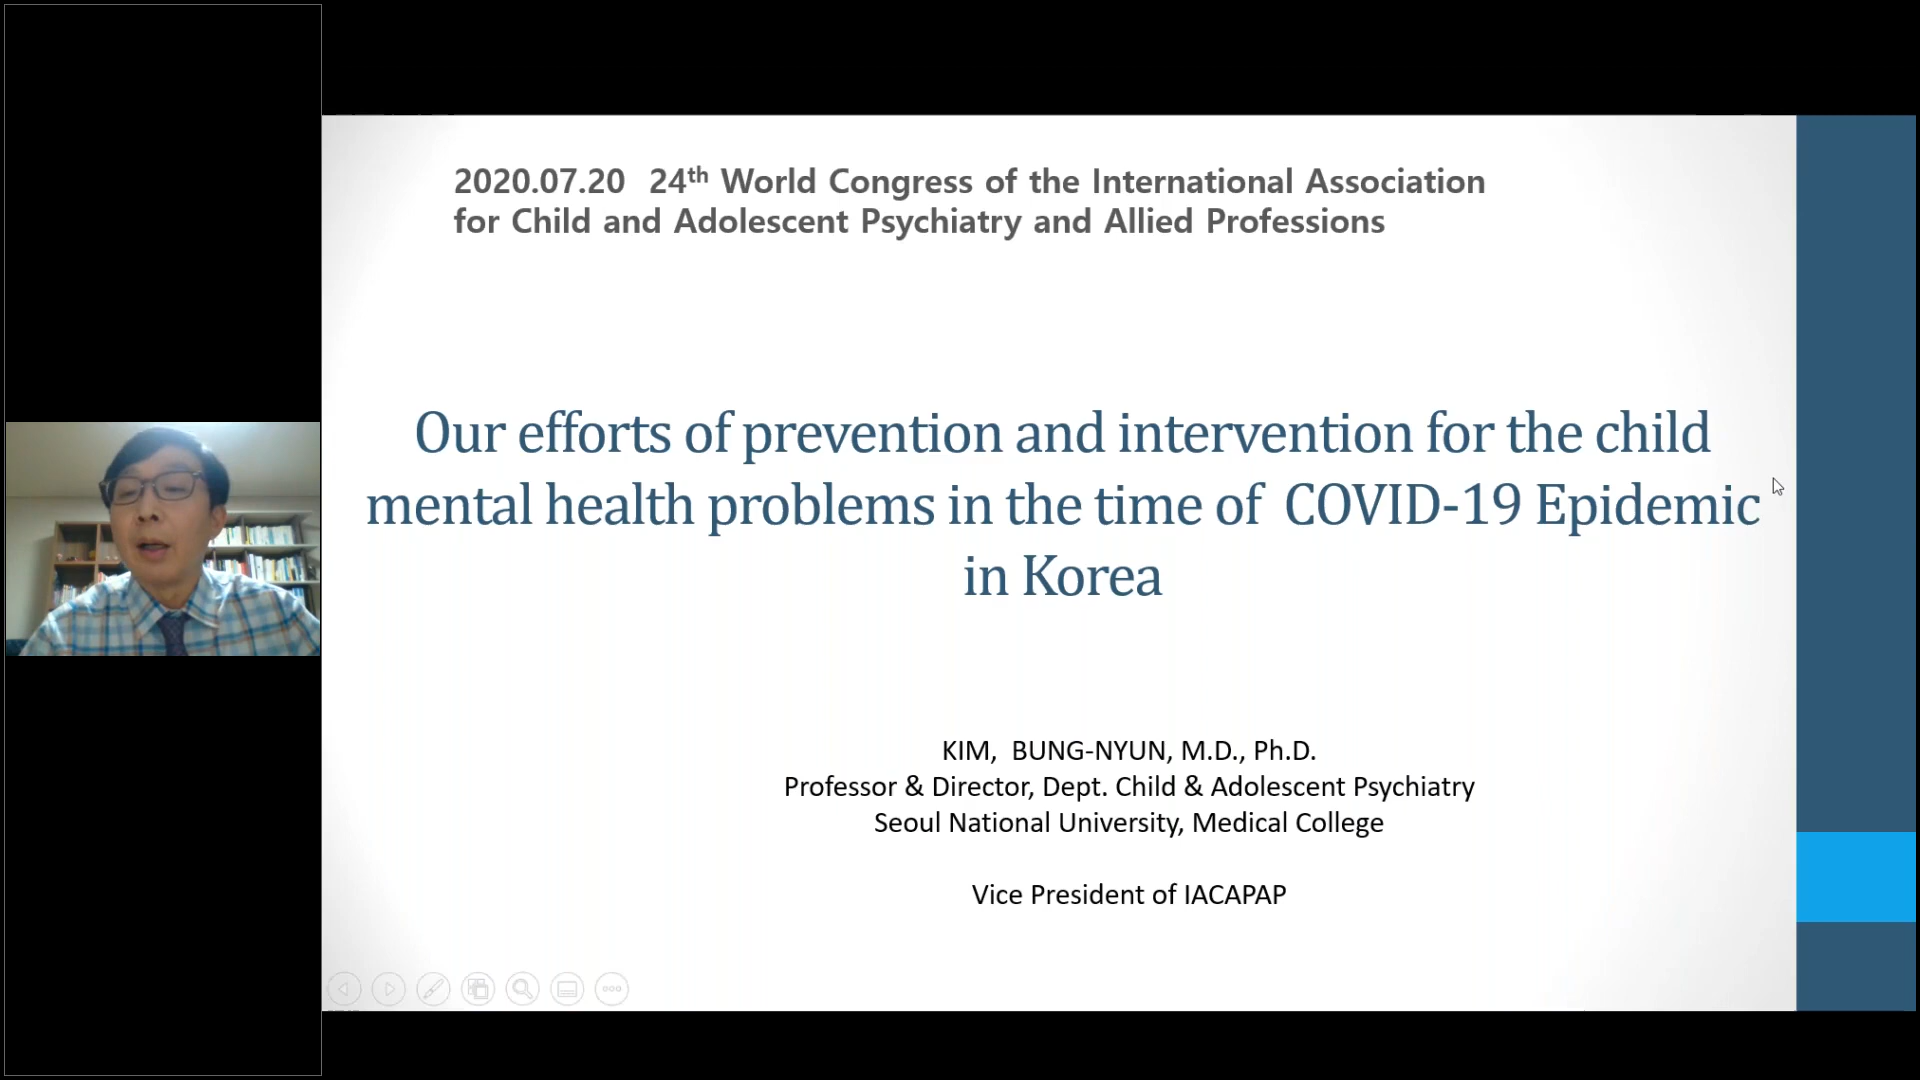 2020.07.20 24th World Congress of the International Association
for Child and Adolescent Psychiatry and Allied Professions
Our efforts of prevention and intervention for the child
mental health problems in the time of COVID-19 Epidemic
in Korea
KIM, BUNG-NYUN, M.D., Ph.D.
Professor & Director, Dept. Child & Adolescent Psychiatry
Seoul National University, Medical College
Vice President of IACAPAP